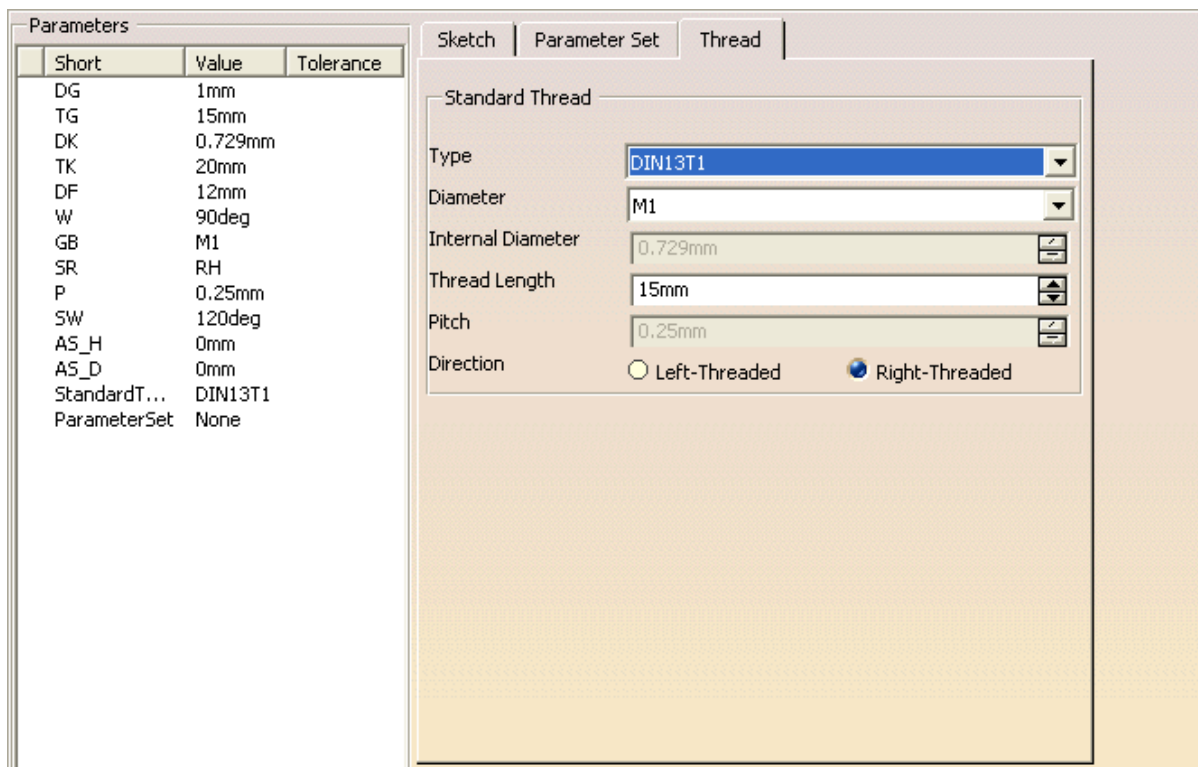 Parameters
Short Value Tolerance
DG 1mm
TG 15mm
DK 0.729mm
TK 20mm
DF 12mm
W 90deg
GB M1
SR RH
P 0.25mm
SW 120deg
AS_H 0mm
AS_D 0mm
StandardT... DIN13T1
ParameterSet None
Sketch Parameter Set Thread
Standard Thread
Type DIN13T1
Diameter M1
Internal Diameter 0.729mm
Thread Length 15mm
Pitch 0.25mm
Direction Left-Threaded Right-Threaded